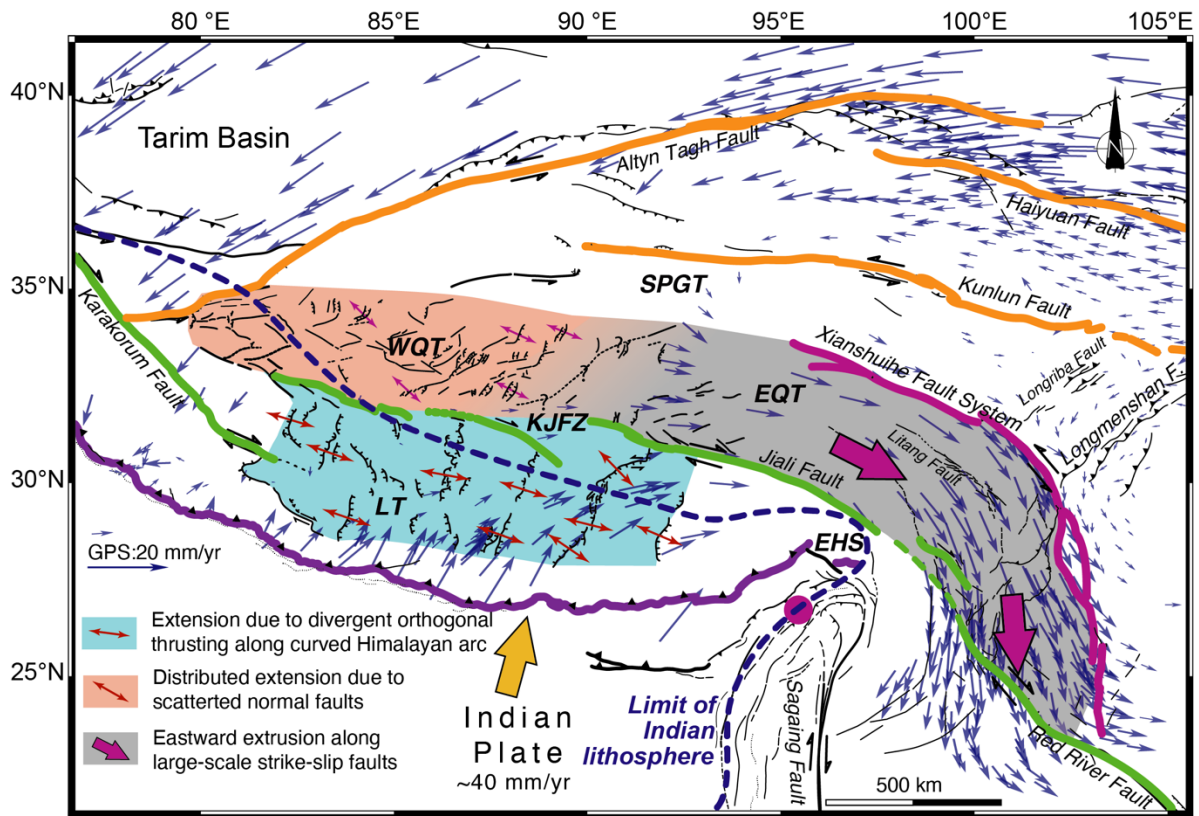 80 °E
85°E
90 °E
95°E
100°E
105°E
40°N
35°N
30°N
25°N
Tarim Basin
Altyn Tagh Fault
Haiyuan Fault
N
SPGT
Kunlun Fault
Karakorum Fault
WQT
Xianshuihe Fault System
Longriba Fault
Longmenshan F.
EQT
KJFZ
Litang Fault
Jiali Fault
LT
EHS
GPS:20 mm/yr
Extension due to divergent orthogonal
thrusting along curved Himalayan arc
Distributed extension due to
scatterted normal faults
Eastward extrusion along
large-scale strike-slip faults
Indian
Plate
~40 mm/yr
Limit of
Indian
lithosphere
Sagaing Fault
Red River Fault
500 km